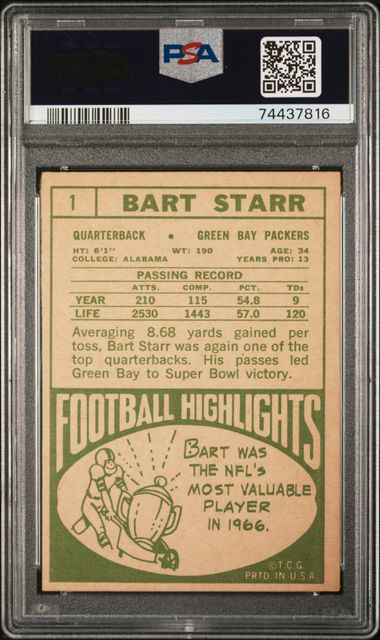 PSA
PSA
74437816
1 BART STARR
QUARTERBACK • GREEN BAY PACKERS
HT: 6'1" WT: 190 AGE: 34
COLLEGE: ALABAMA YEARS PRO: 13
PASSING RECORD
ATTS. COMP. PCT. TDs
YEAR 210 115 54.8 9
LIFE 2530 1443 57.0 120
Averaging 8.68 yards gained per
toss, Bart Starr was again one of the
top quarterbacks. His passes led
Green Bay to Super Bowl victory.
FOOTBALL HIGHLIGHTS
BART WAS
THE NFL'S
MOST VALUABLE
PLAYER
IN 1966.
©T.C.G.
PRTD. IN U.S.A.